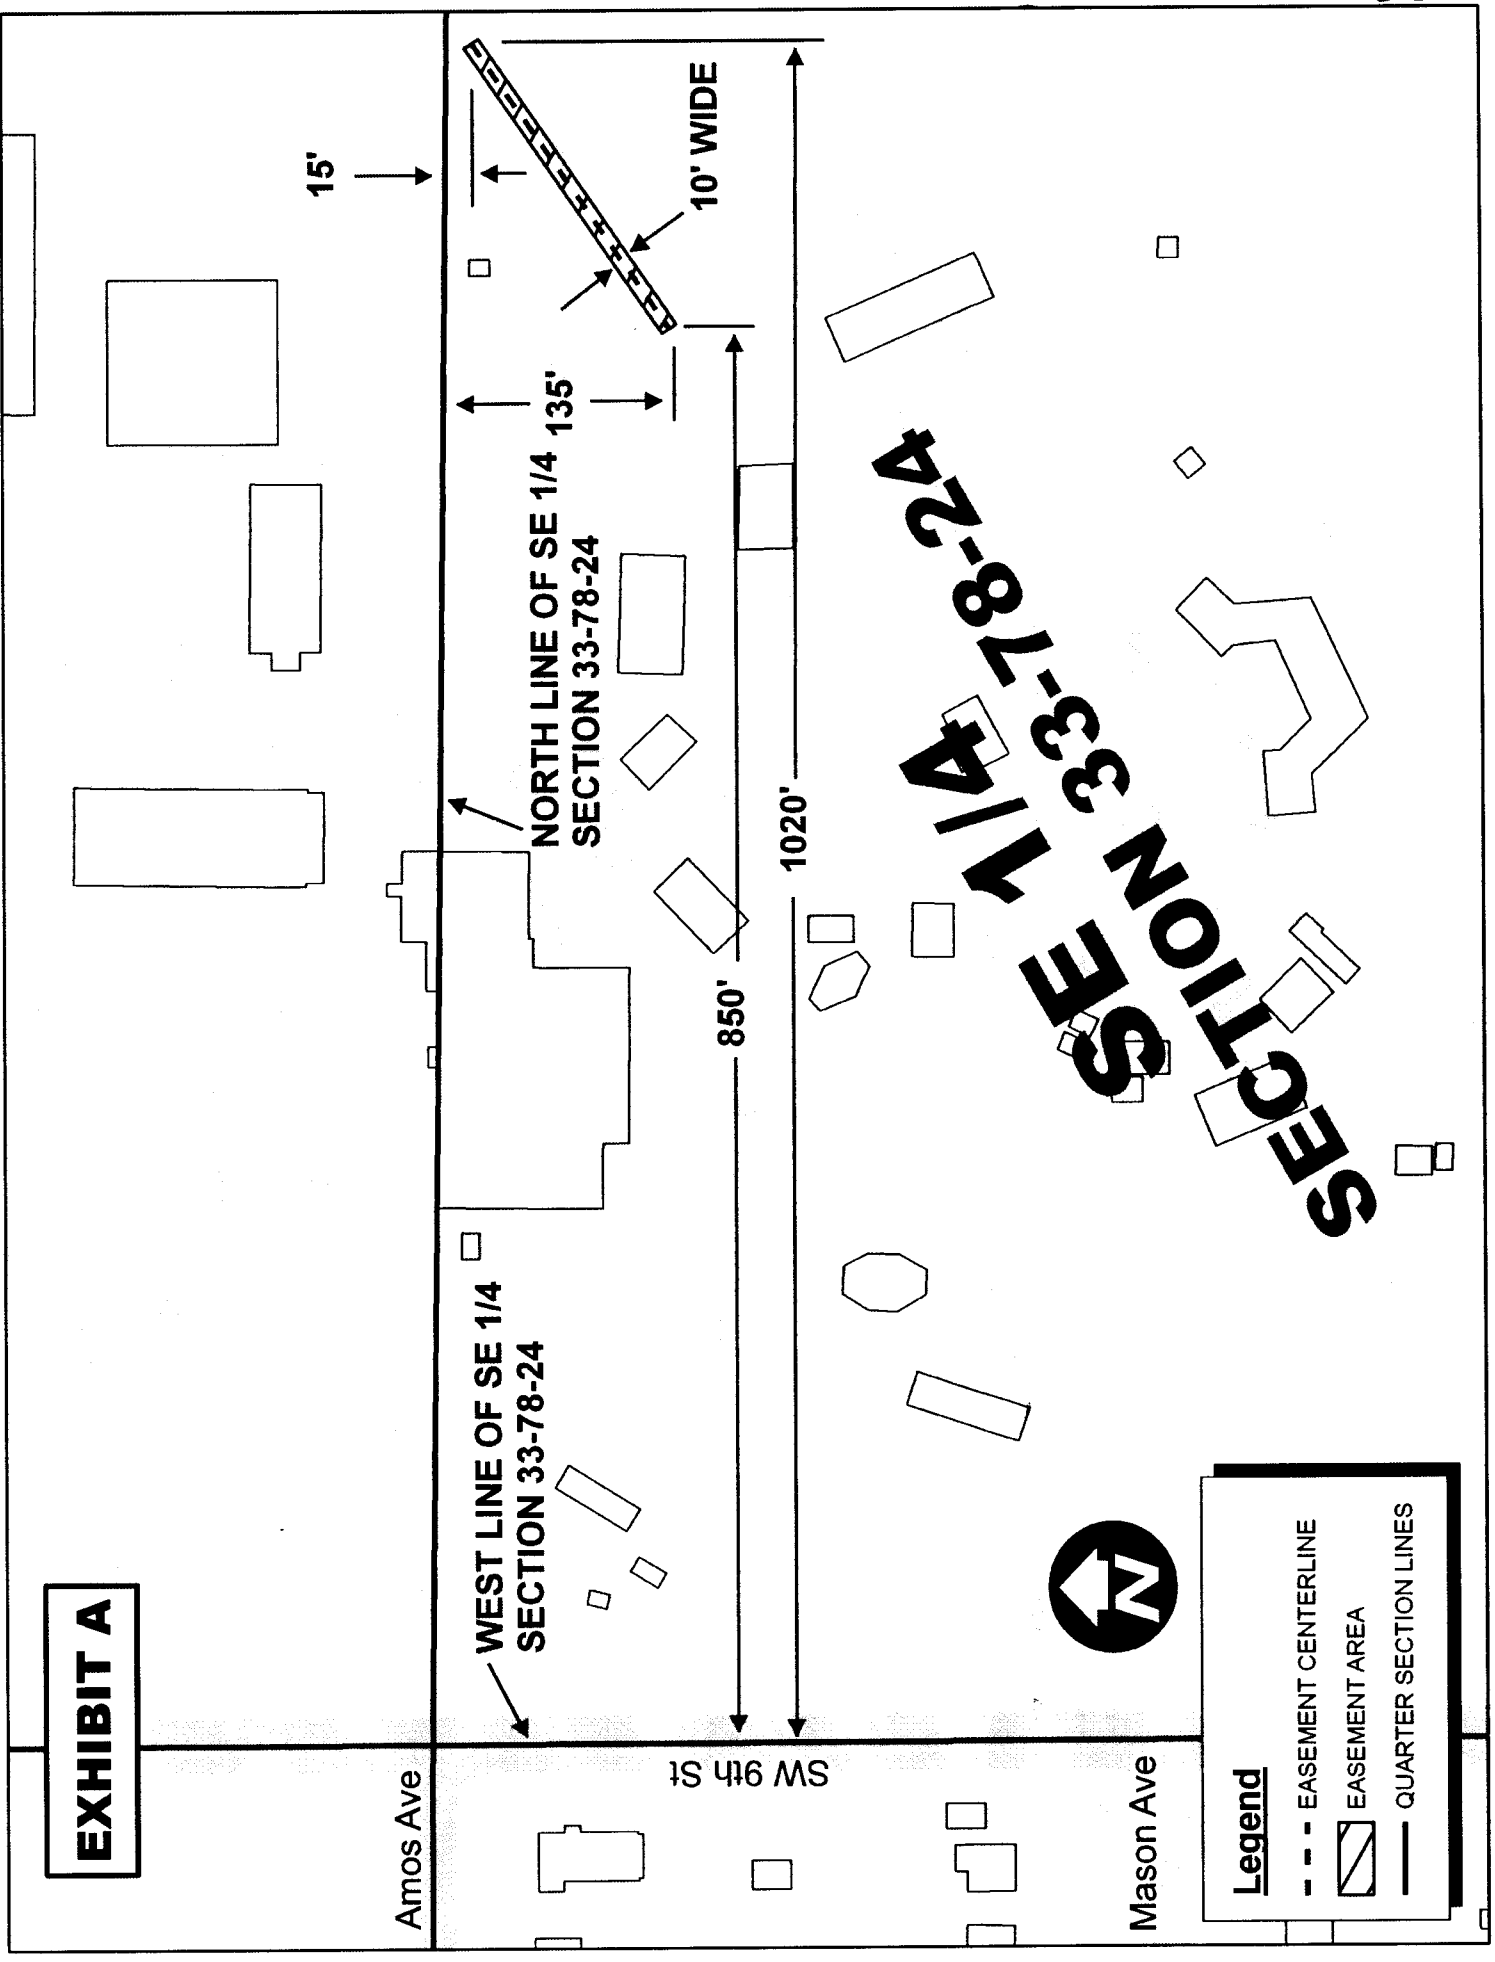 EXHIBIT A
Amos Ave
15'
10' WIDE
135'
NORTH LINE OF SE 1/4
SECTION 33-78-24
WEST LINE OF SE 1/4
SECTION 33-78-24
850'
1020'
SW 9th St
SE 1/4
SECTION 33-78-24
Mason Ave
N
Legend
EASEMENT CENTERLINE
EASEMENT AREA
QUARTER SECTION LINES